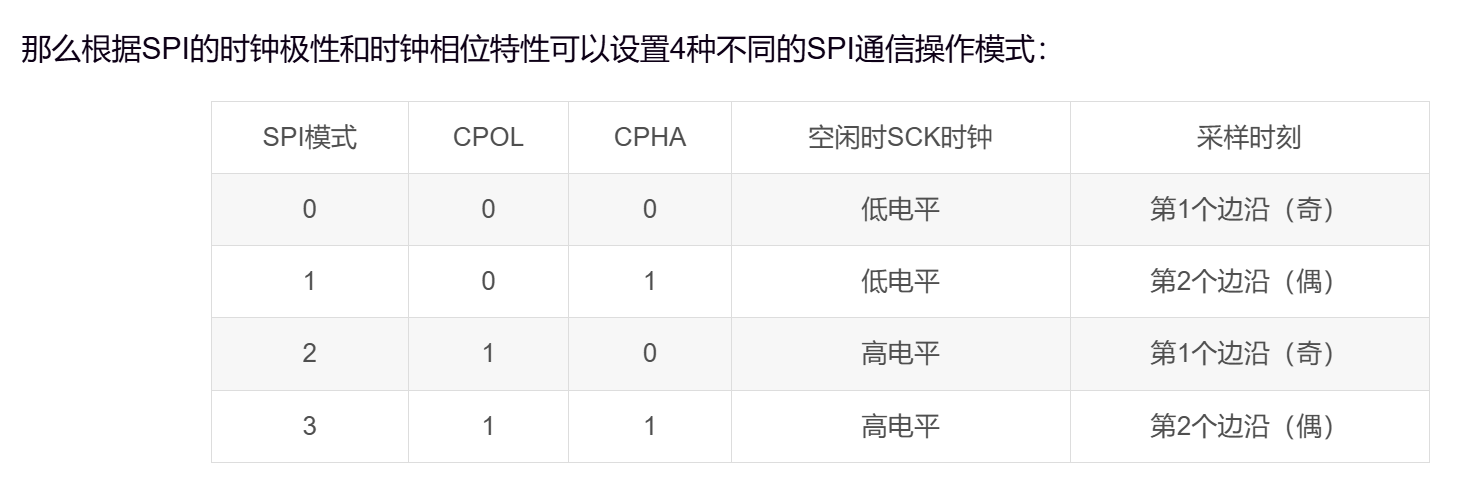 那么根据SPI的时钟极性和时钟相位特性可以设置4种不同的SPI通信操作模式：
SPI模式 CPOL CPHA 空闲时SCK时钟 采样时刻
0 0 0 低电平 第1个边沿（奇）
1 0 1 低电平 第2个边沿（偶）
2 1 0 高电平 第1个边沿（奇）
3 1 1 高电平 第2个边沿（偶）